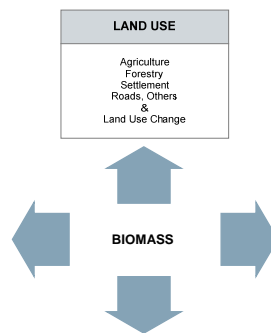 LAND USE
Agriculture
Forestry
Settlement
Roads, Others
&
Land Use Change
BIOMASS